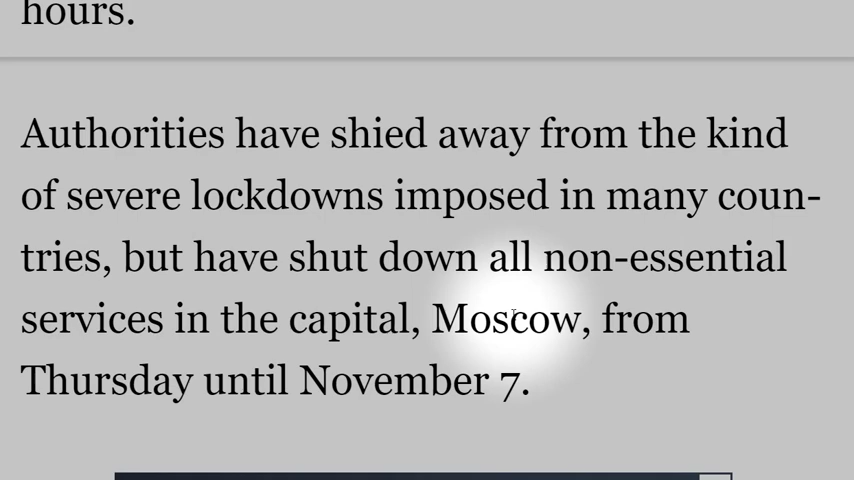 hours.
Authorities have shied away from the kind
of severe lockdowns imposed in many coun-
tries, but have shut down all non-essential
services in the capital, Moscow, from
Thursday until November 7.